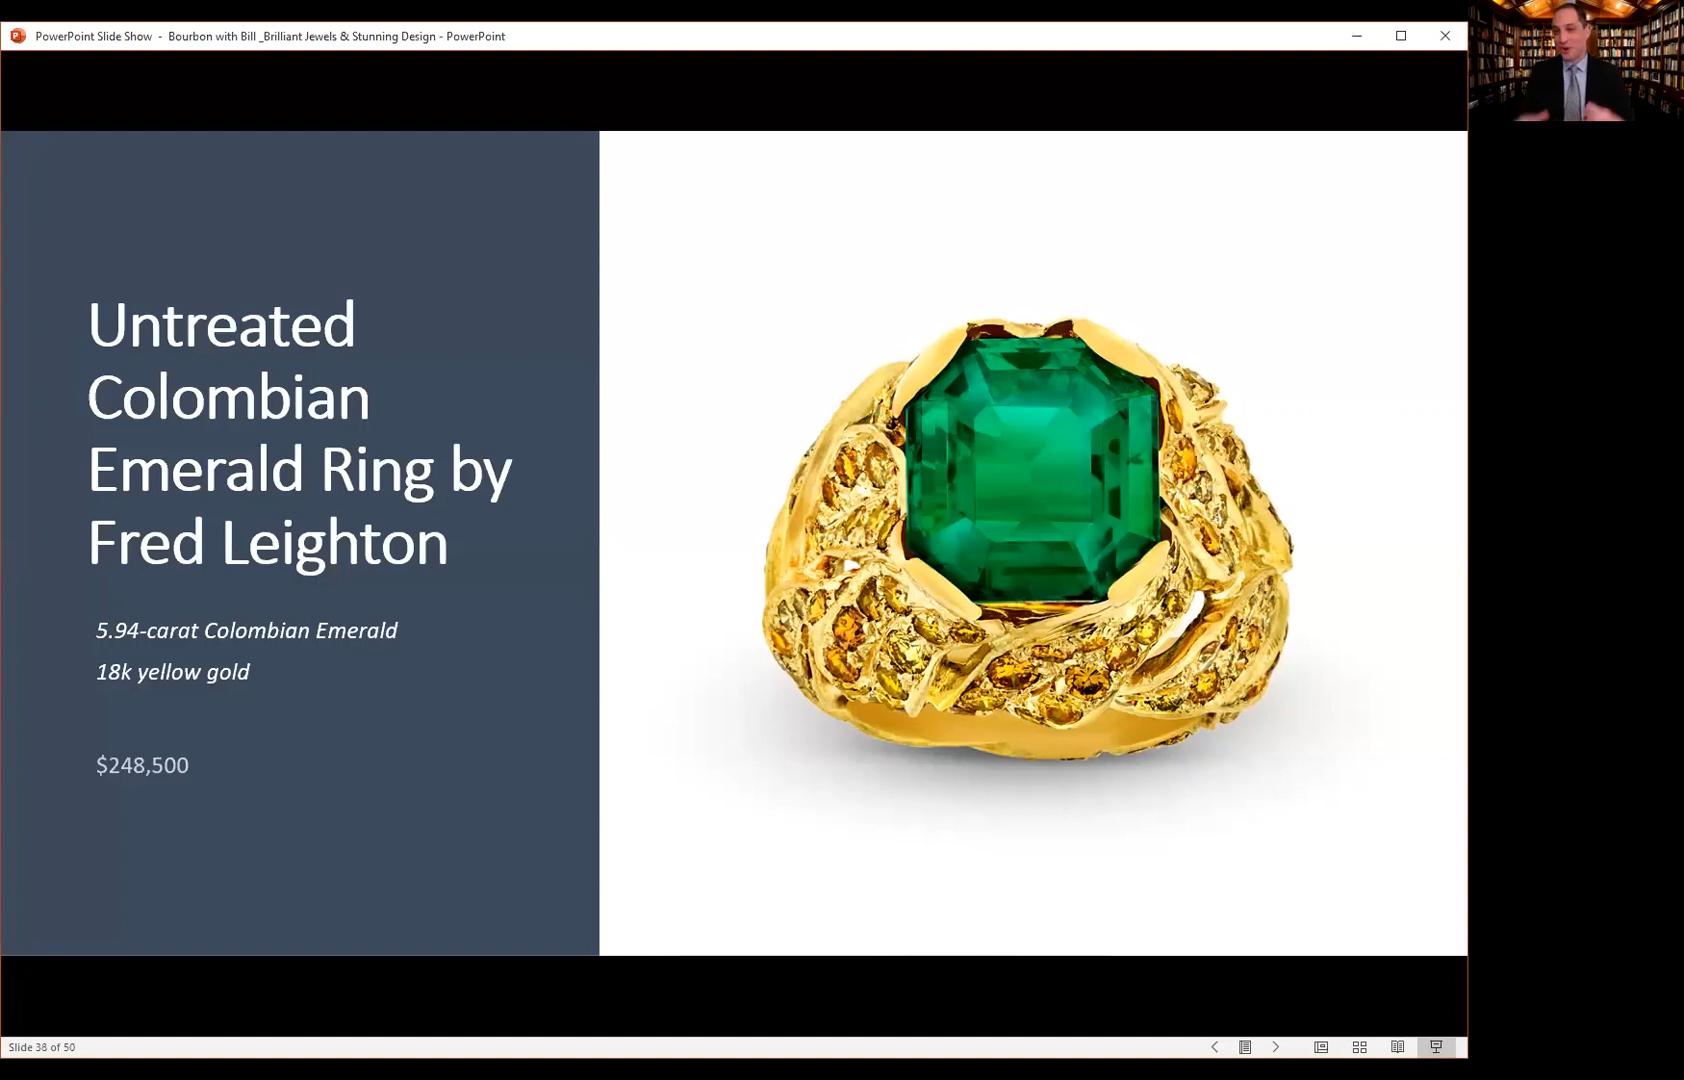 PowerPoint Slide Show - Bourbon with Bill _Brilliant Jewels & Stunning Design - PowerPoint
Untreated
Colombian
Emerald Ring by
Fred Leighton
5.94-carat Colombian Emerald
18k yellow gold
$248,500
Slide 38 of 50